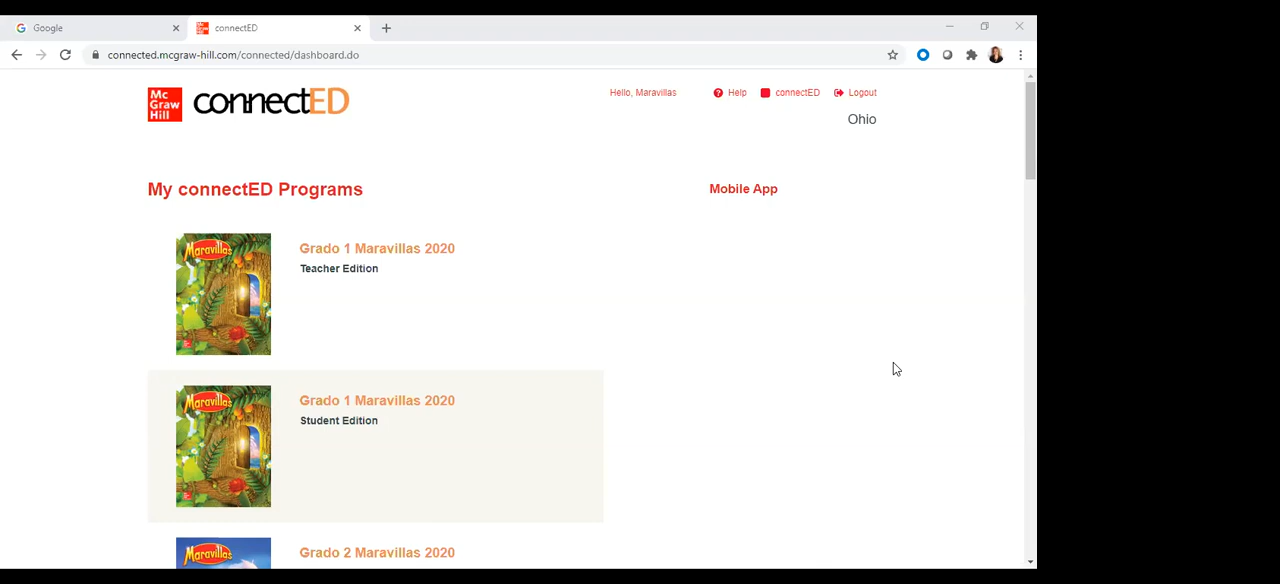 Google
connectED
connected.mcgraw-hill.com/connected/dashboard.do
Mc
Graw
Hill
connectED
Hello, Maravillas
Help
connectED
Logout
Ohio
My connectED Programs
Mobile App
Maravillas
Grado 1 Maravillas 2020
Teacher Edition
Maravillas
Grado 1 Maravillas 2020
Student Edition
Maravillas
Grado 2 Maravillas 2020